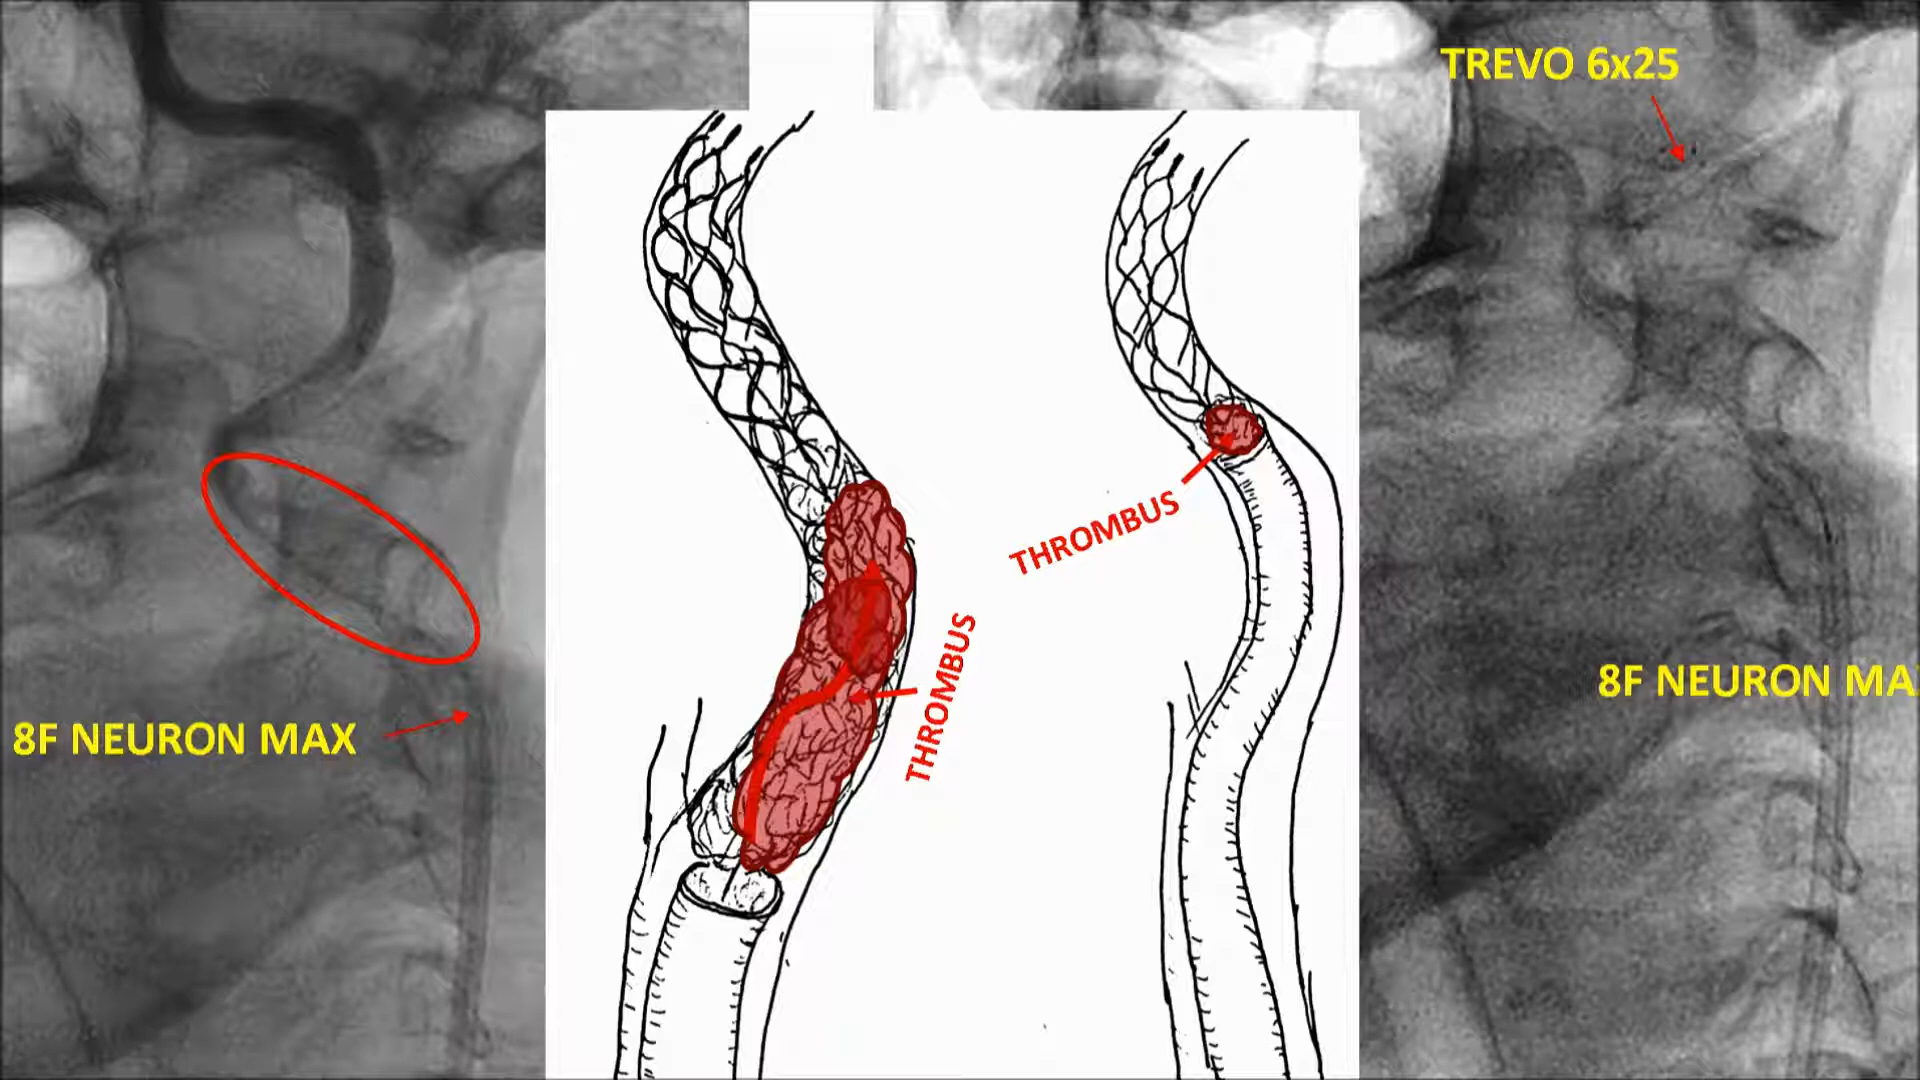 TREVO 6x25
THROMBUS
THROMBUS
8F NEURON MAX
8F NEURON MA